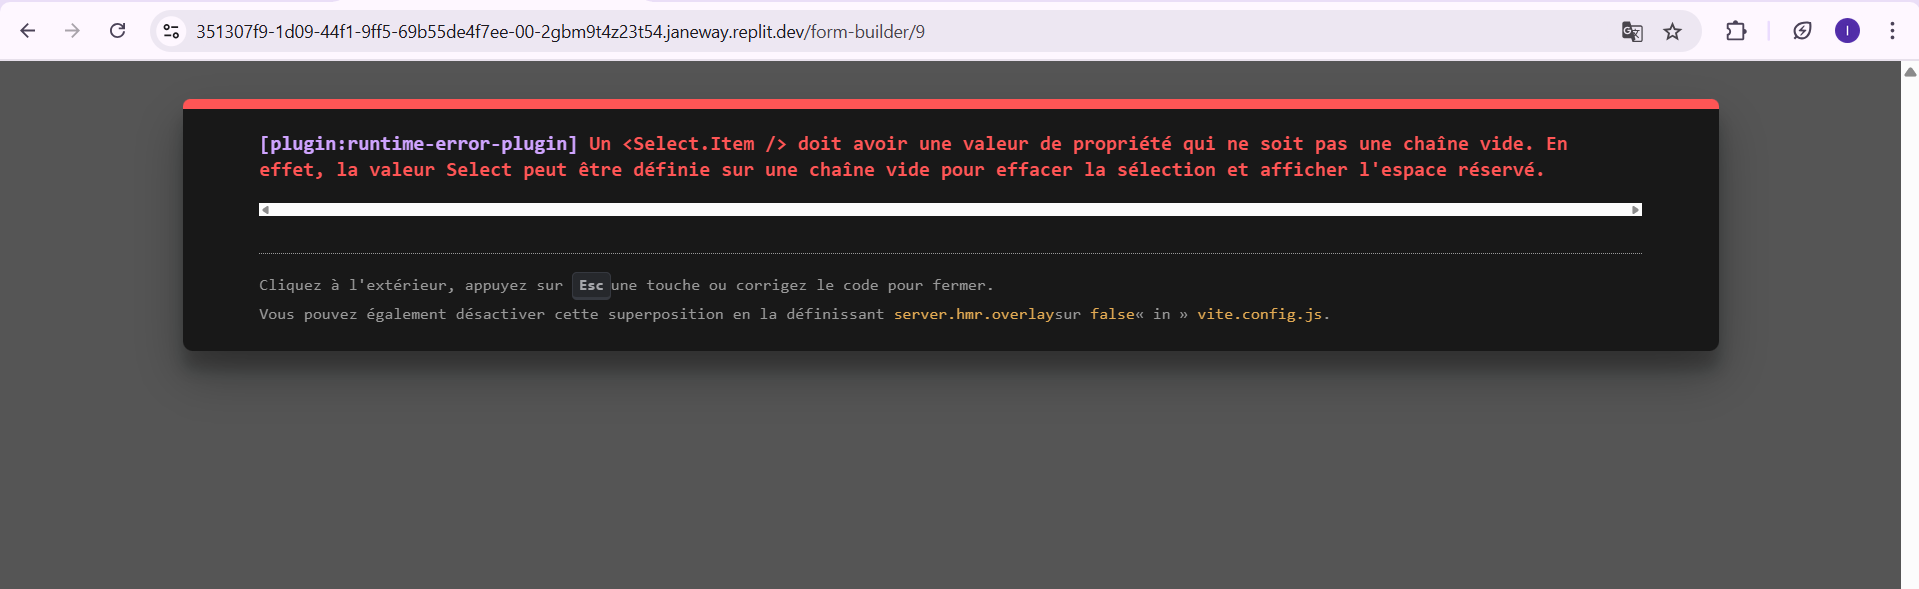 351307f9-1d09-44f1-9ff5-69b55de4f7ee-00-2gbm9t4z23t54.janeway.replit.dev/form-builder/9
I
[plugin:runtime-error-plugin] Un <Select.Item /> doit avoir une valeur de propriété qui ne soit pas une chaîne vide. En
effet, la valeur Select peut être définie sur une chaîne vide pour effacer la sélection et afficher l'espace réservé.
Cliquez à l'extérieur, appuyez sur Esc une touche ou corrigez le code pour fermer.
Vous pouvez également désactiver cette superposition en la définissant server.hmr.overlaysur false« in » vite.config.js.